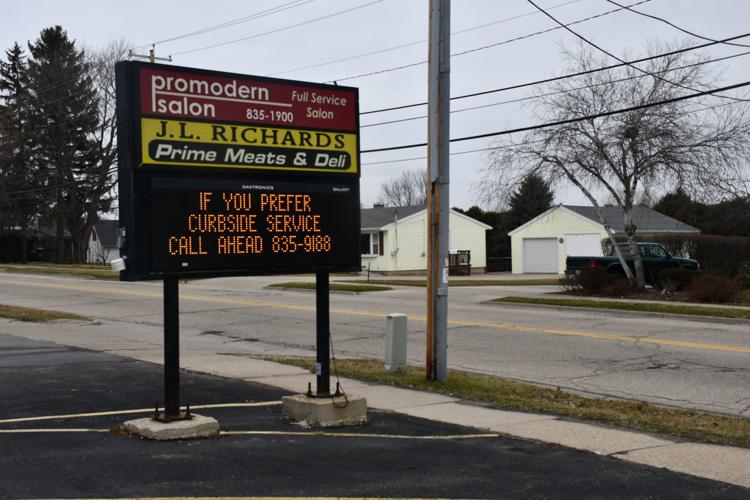 promodern
salon
Full Service
Salon
835-1900
J.L. RICHARDS
Prime Meats & Deli
DAKTRONICS GALAXY
IF YOU PREFER
CURBSIDE SERVICE
CALL AHEAD 835-9188